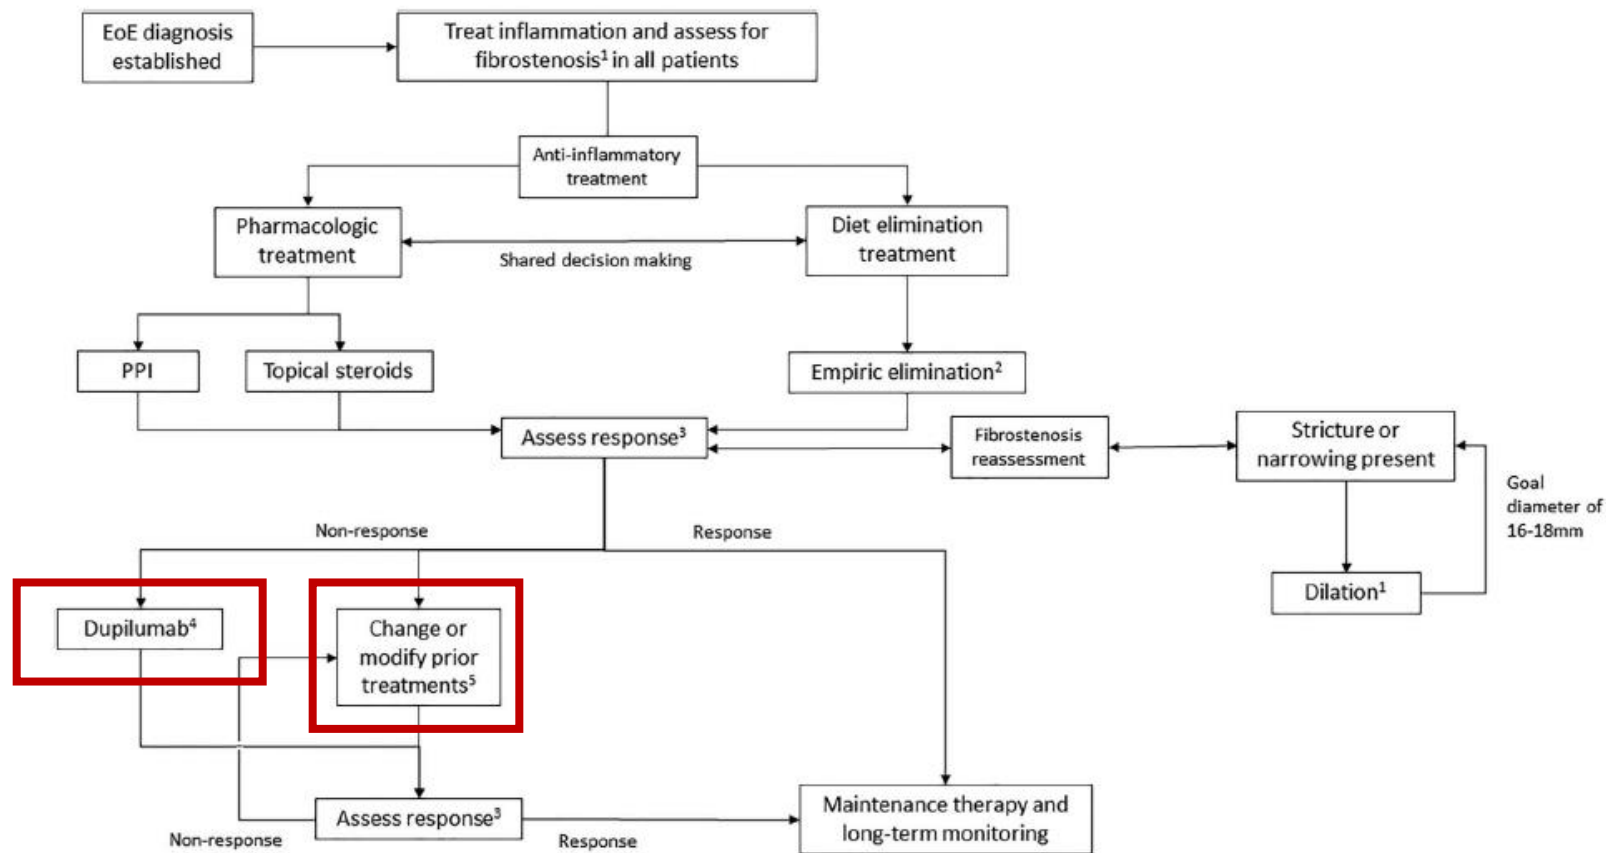 EoE diagnosis
established
Treat inflammation and assess for
fibrostenosis¹ in all patients
Anti-inflammatory
treatment
Pharmacologic
treatment
Shared decision making
Diet elimination
treatment
PPI
Topical steroids
Empiric elimination²
Assess response³
Fibrostenosis
reassessment
Stricture or
narrowing present
Goal
diameter of
16-18mm
Dilation¹
Non-response
Response
Dupilumab⁴
Change or
modify prior
treatments⁵
Assess response³
Non-response
Response
Maintenance therapy and
long-term monitoring